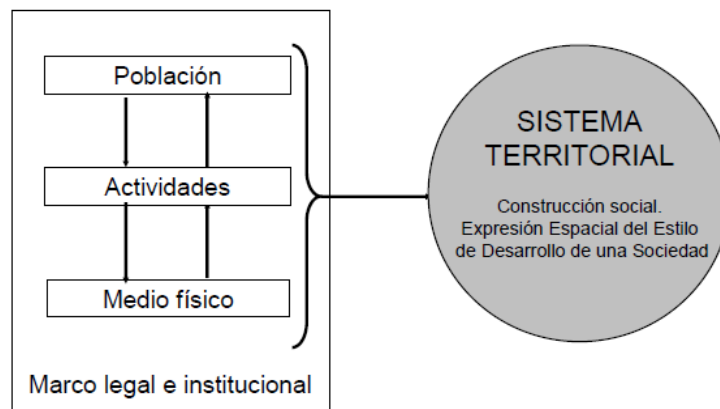 Población
Actividades
Medio físico
Marco legal e institucional
SISTEMA
TERRITORIAL
Construcción social.
Expresión Espacial del Estilo
de Desarrollo de una Sociedad